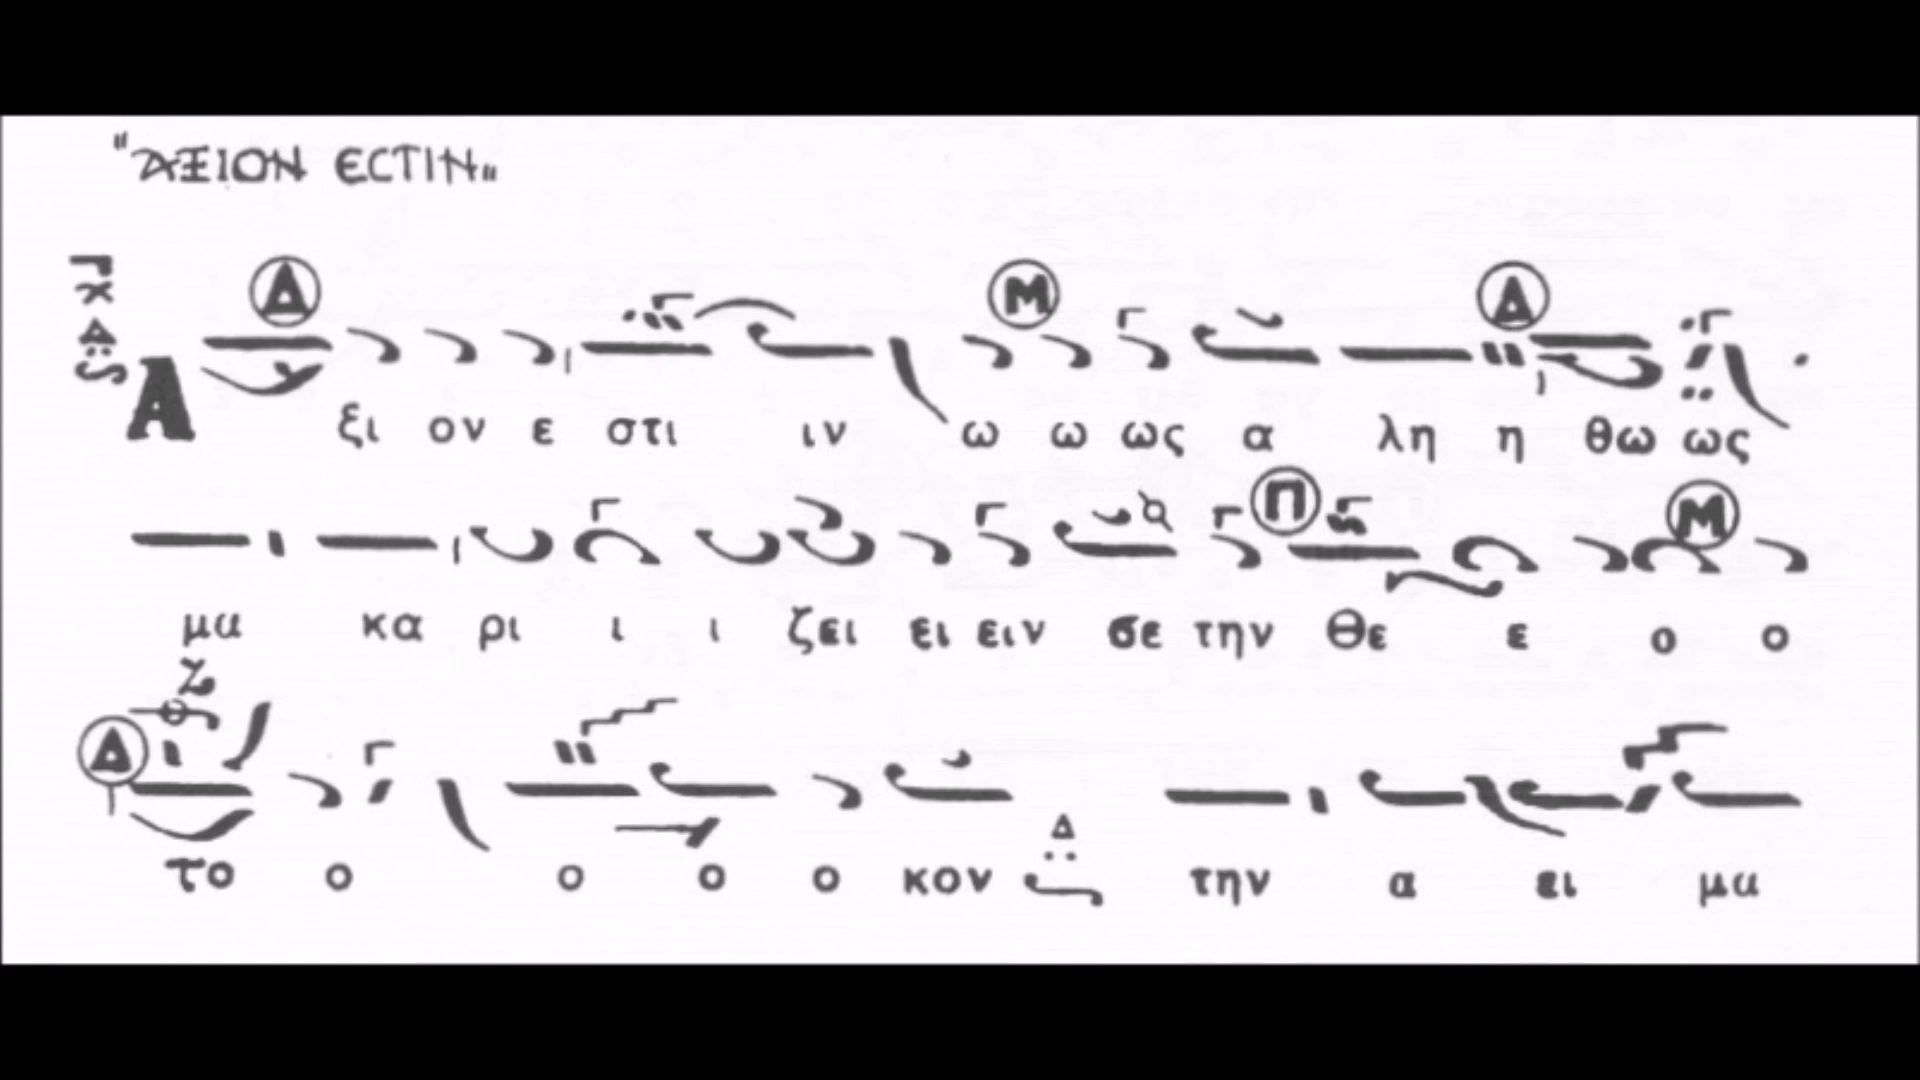 "ΑΞΙΟΝ ΕCΤΙΝ"
Δ Μ Δ
Α ξι ον ε στι ιν ω ω ως α λη η θω ως
Π Μ
μα κα ρι ι ι ζει ει ειν σε την Θε ε ο ο
Δ Ζ
το ο ο ο ο κον Δ την α ει μα